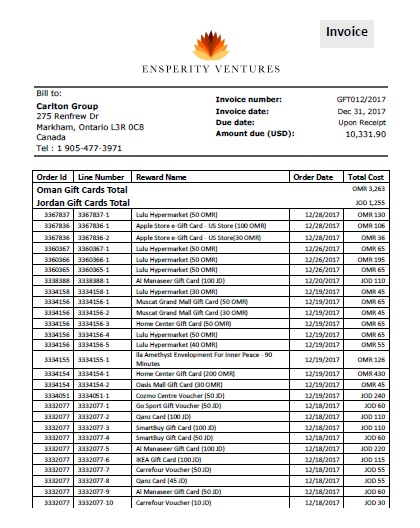 Invoice
ENSPERITY VENTURES
Bill to:
Carlton Group
275 Renfrew Dr
Markham, Ontario L3R 0C8
Canada
Tel : 1 905-477-3971
Invoice number: GFT012/2017
Invoice date: Dec 31, 2017
Due date: Upon Receipt
Amount due (USD): 10,331.90
Order Id Line Number Reward Name Order Date Total Cost
Oman Gift Cards Total OMR 3,263
Jordan Gift Cards Total JOD 1,255
3367837 3367837-1 Lulu Hypermarket (50 OMR) 12/28/2017 OMR 130
3367836 3367836-1 Apple Store e-Gift Card - US Store (100 OMR) 12/28/2017 OMR 106
3367836 3367836-2 Apple Store e-Gift Card - US Store(30 OMR) 12/28/2017 OMR 36
3360367 3360367-1 Lulu Hypermarket (50 OMR) 12/26/2017 OMR 65
3360366 3360366-1 Lulu Hypermarket (50 OMR) 12/26/2017 OMR 195
3360365 3360365-1 Lulu Hypermarket (50 OMR) 12/26/2017 OMR 65
3338388 3338388-1 Al Manaseer Gift Card (100 JD) 12/20/2017 JOD 110
3334158 3334158-1 Lulu Hypermarket (30 OMR) 12/19/2017 OMR 45
3334156 3334156-1 Muscat Grand Mall Gift Card (50 OMR) 12/19/2017 OMR 65
3334156 3334156-2 Muscat Grand Mall Gift Card (30 OMR) 12/19/2017 OMR 45
3334156 3334156-3 Home Center Gift Card (50 OMR) 12/19/2017 OMR 65
3334156 3334156-4 Lulu Hypermarket (50 OMR) 12/19/2017 OMR 65
3334156 3334156-5 Lulu Hypermarket (40 OMR) 12/19/2017 OMR 55
3334155 3334155-1 ila Amethyst Envelopment For Inner Peace - 90 Minutes 12/19/2017 OMR 126
3334154 3334154-1 Home Center Gift Card (200 OMR) 12/19/2017 OMR 430
3334154 3334154-2 Oasis Mall Gift Card (30 OMR) 12/19/2017 OMR 45
3334051 3334051-1 Cozmo Centre Voucher (50 JD) 12/19/2017 JOD 240
3332077 3332077-1 Go Sport Gift Voucher (50 JD) 12/18/2017 JOD 60
3332077 3332077-2 Qanz Card (100 JD) 12/18/2017 JOD 110
3332077 3332077-3 SmartBuy Gift Card (100 JD) 12/18/2017 JOD 110
3332077 3332077-4 SmartBuy Gift Card (50 JD) 12/18/2017 JOD 60
3332077 3332077-5 Al Manaseer Gift Card (100 JD) 12/18/2017 JOD 220
3332077 3332077-6 IKEA Gift Card (100 JD) 12/18/2017 JOD 115
3332077 3332077-7 Carrefour Voucher (50 JD) 12/18/2017 JOD 55
3332077 3332077-8 Qanz Card (45 JD) 12/18/2017 JOD 55
3332077 3332077-9 Al Manaseer Gift Card (50 JD) 12/18/2017 JOD 60
3332077 3332077-10 Carrefour Voucher (10 JD) 12/18/2017 JOD 30